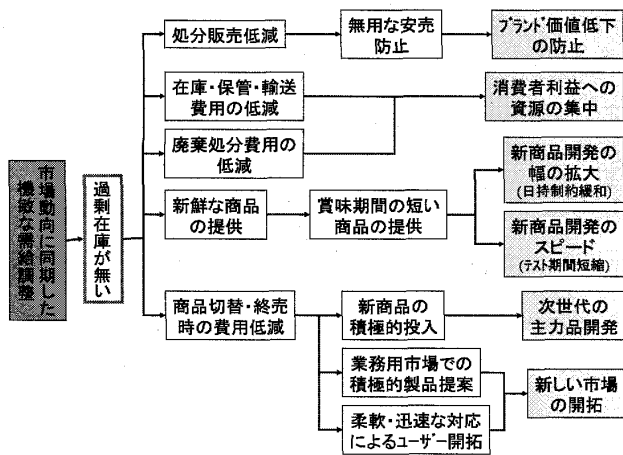 市場動向に同期した
機敏な需給調整
過剰在庫が無い
処分販売低減
無用な安売
防止
ブランド価値低下
の防止
在庫・保管・輸送
費用の低減
消費者利益への
資源の集中
廃棄処分費用の
低減
新鮮な商品
の提供
賞味期間の短い
商品の提供
新商品開発の
幅の拡大
(日持制約緩和)
新商品開発の
スピード
(テスト期間短縮)
商品切替・終売
時の費用低減
新商品の
積極的投入
次世代の
主力品開発
業務用市場での
積極的製品提案
柔軟・迅速な対応
によるユーザー開拓
新しい市場
の開拓